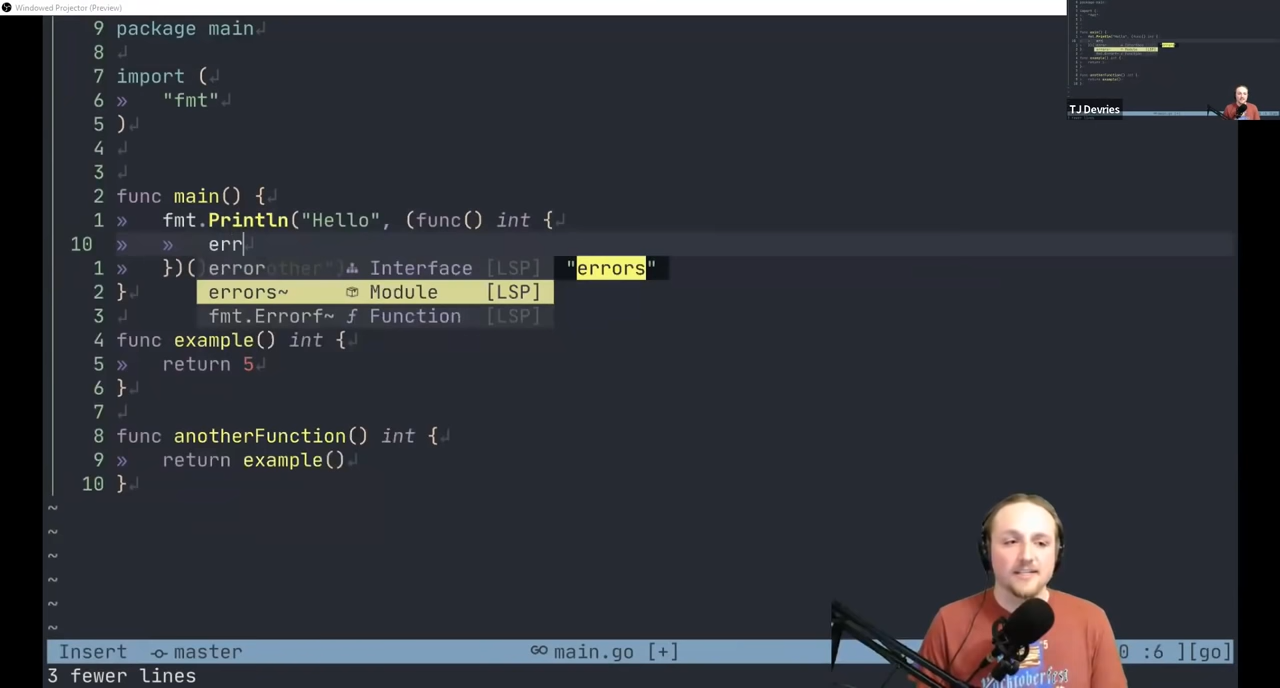 Windowed Projector (Preview)
9 package main
8
7 import (
6 » "fmt"
5 )
4
3
2 func main() {
1 » fmt.Println("Hello", (func() int {
10 » » err
1 » })( error Interface [LSP] "errors"
2 } errors~ Module [LSP]
3 fmt.Errorf~ ƒ Function [LSP]
4 func example() int {
5 » return 5
6 }
7
8 func anotherFunction() int {
9 » return example()
10 }
~
~
~
~
~
~
Insert master main.go [+] 0 :6 ][go]
3 fewer lines
TJ Devries